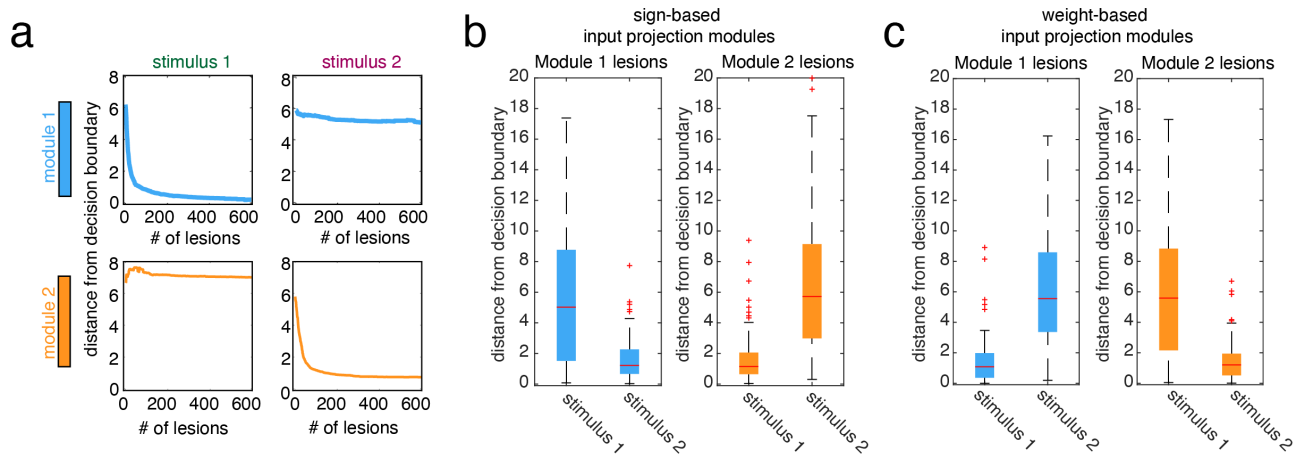 a
stimulus 1
stimulus 2
module 1
module 2
distance from decision boundary
8
6
4
2
0
0 200 400 600
# of lesions
8
6
4
2
0
0 200 400 600
# of lesions
8
6
4
2
0
0 200 400 600
# of lesions
8
6
4
2
0
0 200 400 600
# of lesions
b
sign-based
input projection modules
Module 1 lesions
distance from decision boundary
20
18
16
14
12
10
8
6
4
2
0
stimulus 1
stimulus 2
Module 2 lesions
distance from decision boundary
20
18
16
14
12
10
8
6
4
2
0
stimulus 1
stimulus 2
c
weight-based
input projection modules
Module 1 lesions
distance from decision boundary
20
18
16
14
12
10
8
6
4
2
0
stimulus 1
stimulus 2
Module 2 lesions
distance from decision boundary
20
18
16
14
12
10
8
6
4
2
0
stimulus 1
stimulus 2